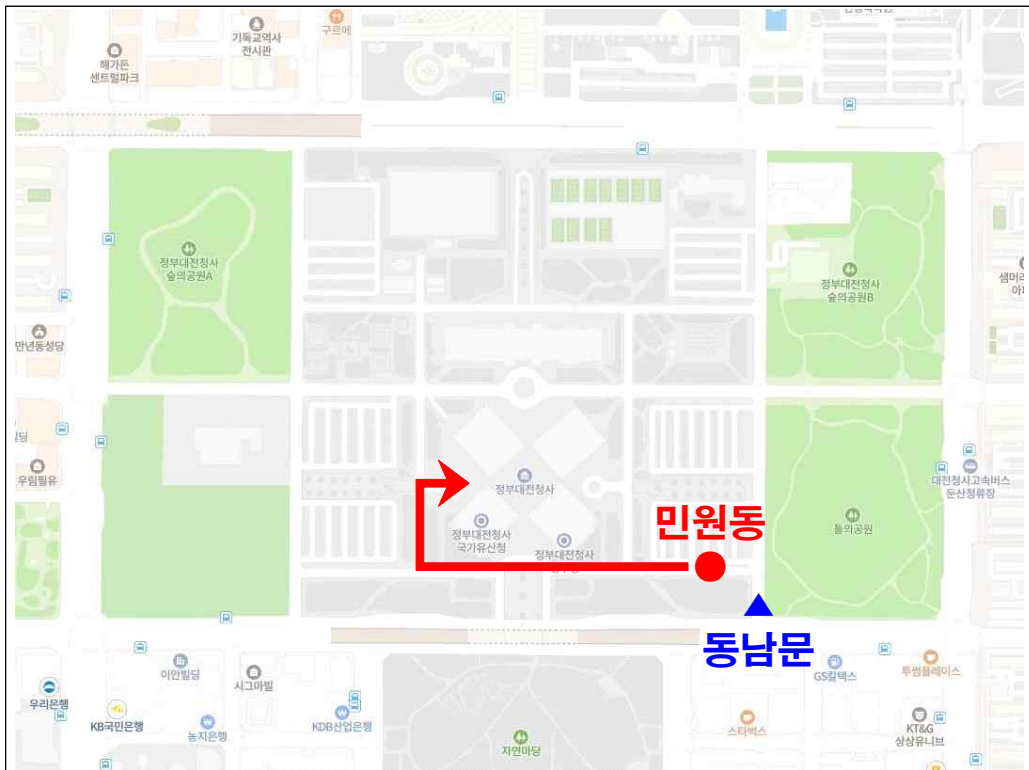 기독교역사
전시관
구르메
해가든
센트럴파크
정부대전청사
숲의공원A
정부대전청사
숲의공원B
샘머리
아파
만년동성당
빌딩
우림필유
정부대전청사
대전청사고속버스
둔산정류장
정부대전청사
국가유산청
정부대전청사
들의공원
민원동
동남문
이안빌딩
시그마빌
GS칼텍스
투썸플레이스
우리은행
KB국민은행
농지은행
KDB산업은행
스타벅스
KT&G
상상유니브
자연마당